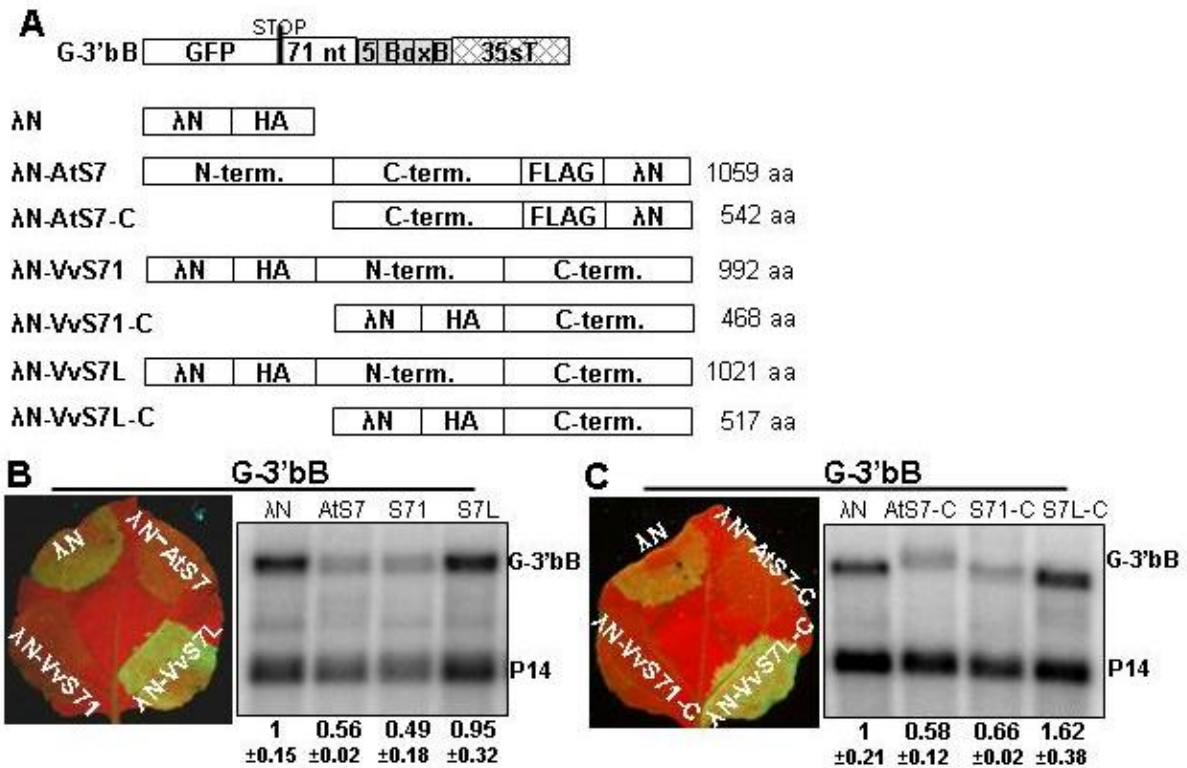 A
STOP
G-3'bB GFP 71 nt 5 BqxB 35sT
λN λN HA
λN-AtS7 N-term. C-term. FLAG λN 1059 aa
λN-AtS7-C C-term. FLAG λN 542 aa
λN-VvS71 λN HA N-term. C-term. 992 aa
λN-VvS71-C λN HA C-term. 468 aa
λN-VvS7L λN HA N-term. C-term. 1021 aa
λN-VvS7L-C λN HA C-term. 517 aa
B
G-3'bB
λN AtS7 S71 S7L
λN
λN-AtS7
λN-VvS71
λN-VvS7L
G-3'bB
P14
1 0.56 0.49 0.95
±0.15 ±0.02 ±0.18 ±0.32
C
G-3'bB
λN AtS7-C S71-C S7L-C
λN
λN-AtS7-C
λN-VvS71-C
λN-VvS7L-C
G-3'bB
P14
1 0.58 0.66 1.62
±0.21 ±0.12 ±0.02 ±0.38